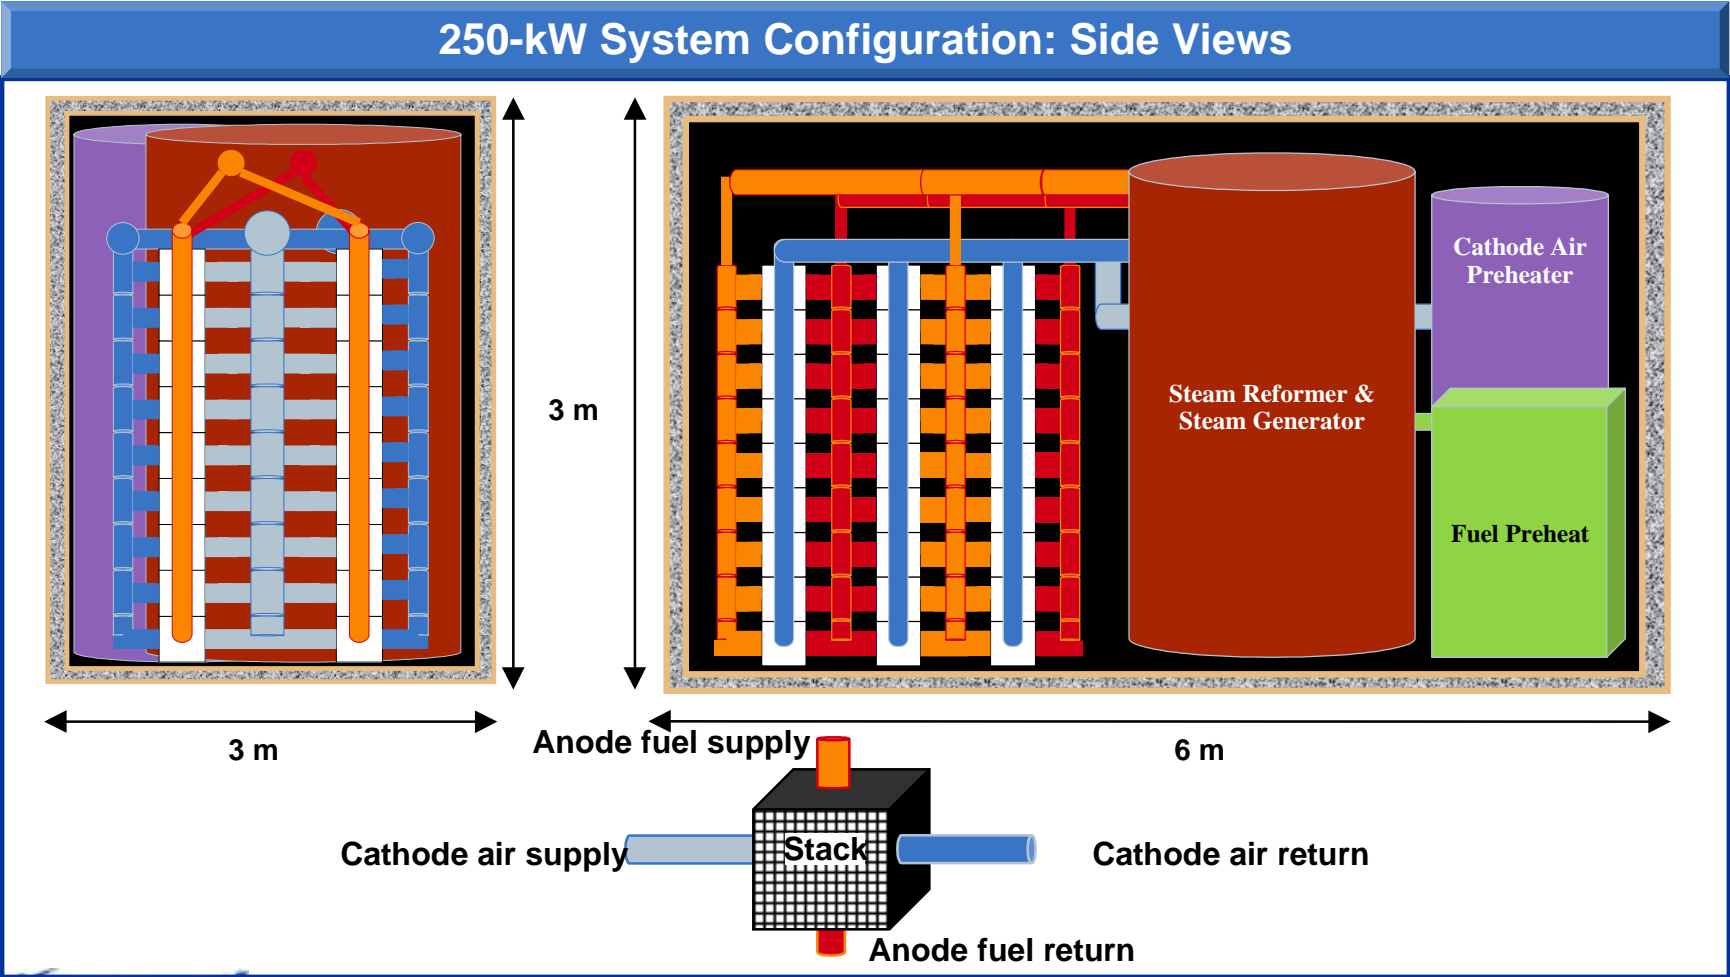 250-kW System Configuration: Side Views
Cathode Air
Preheater
3 m
Steam Reformer &
Steam Generator
Fuel Preheat
3 m
6 m
Anode fuel supply
Cathode air supply
Stack
Cathode air return
Anode fuel return